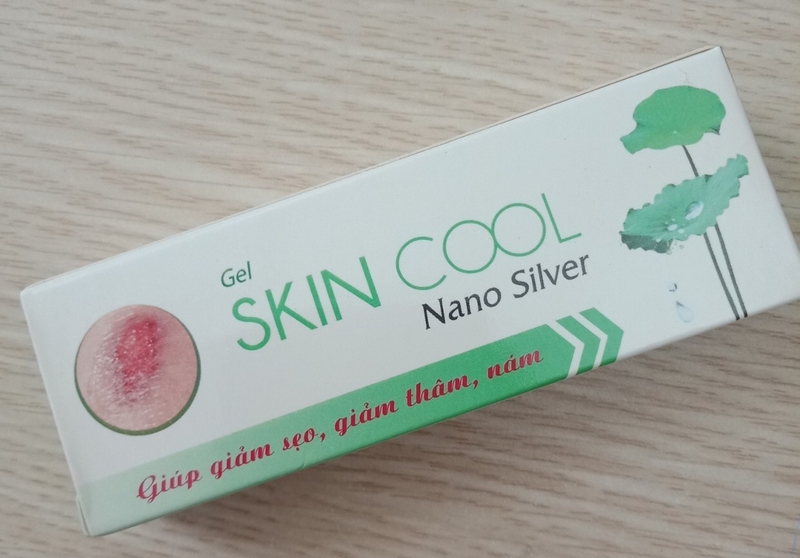 Gel
SKIN COOL
Nano Silver
Giúp giảm sẹo, giảm thâm, nám